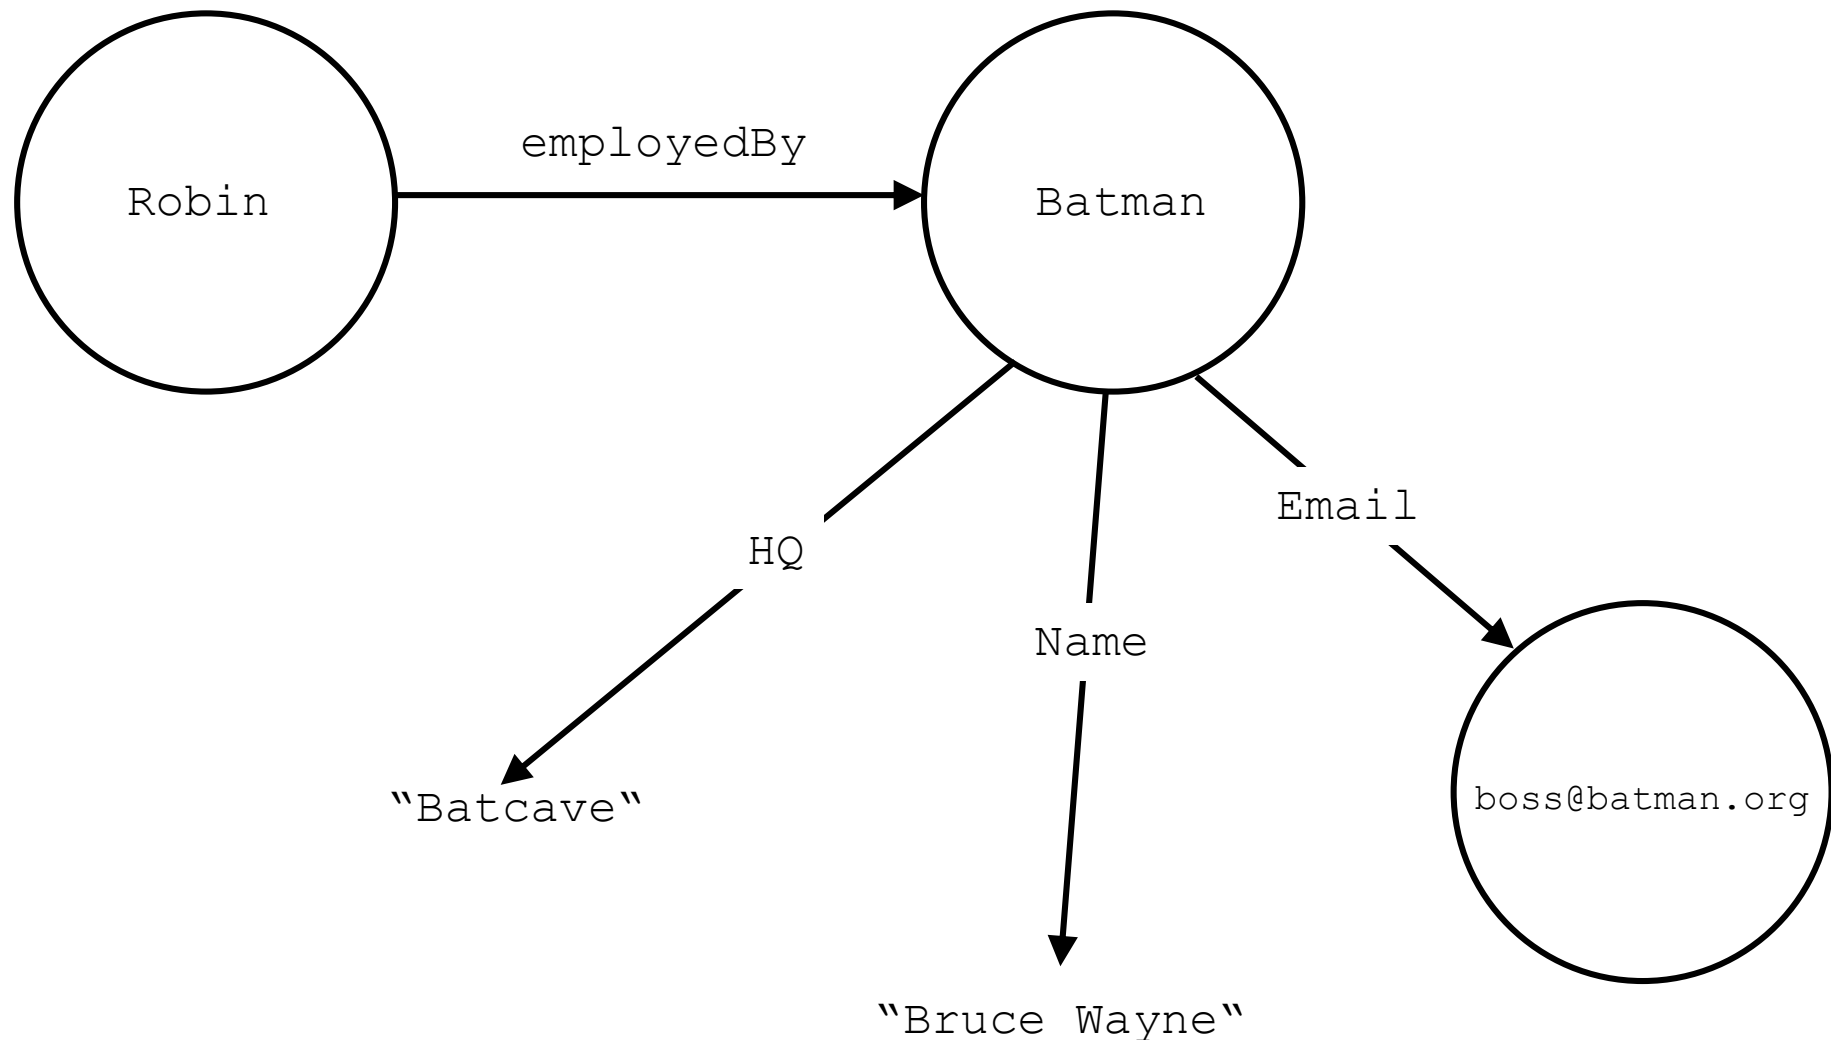 employedBy
Robin
Batman
Email
HQ
Name
boss@batman.org
‟Batcave‟
‟Bruce Wayne‟